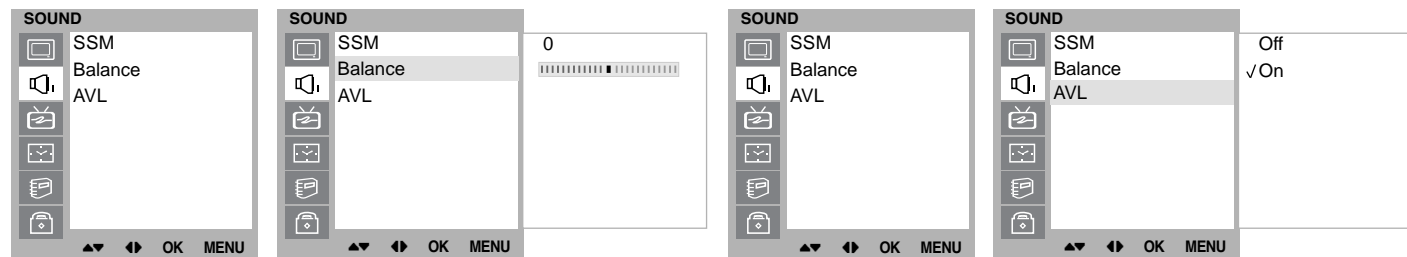 SOUND
SSM
Balance
AVL
▲▼ ◀▶ OK MENU
SOUND
SSM
Balance
AVL
0
▲▼ ◀▶ OK MENU
SOUND
SSM
Balance
AVL
▲▼ ◀▶ OK MENU
SOUND
SSM
Balance
AVL
Off
√On
▲▼ ◀▶ OK MENU